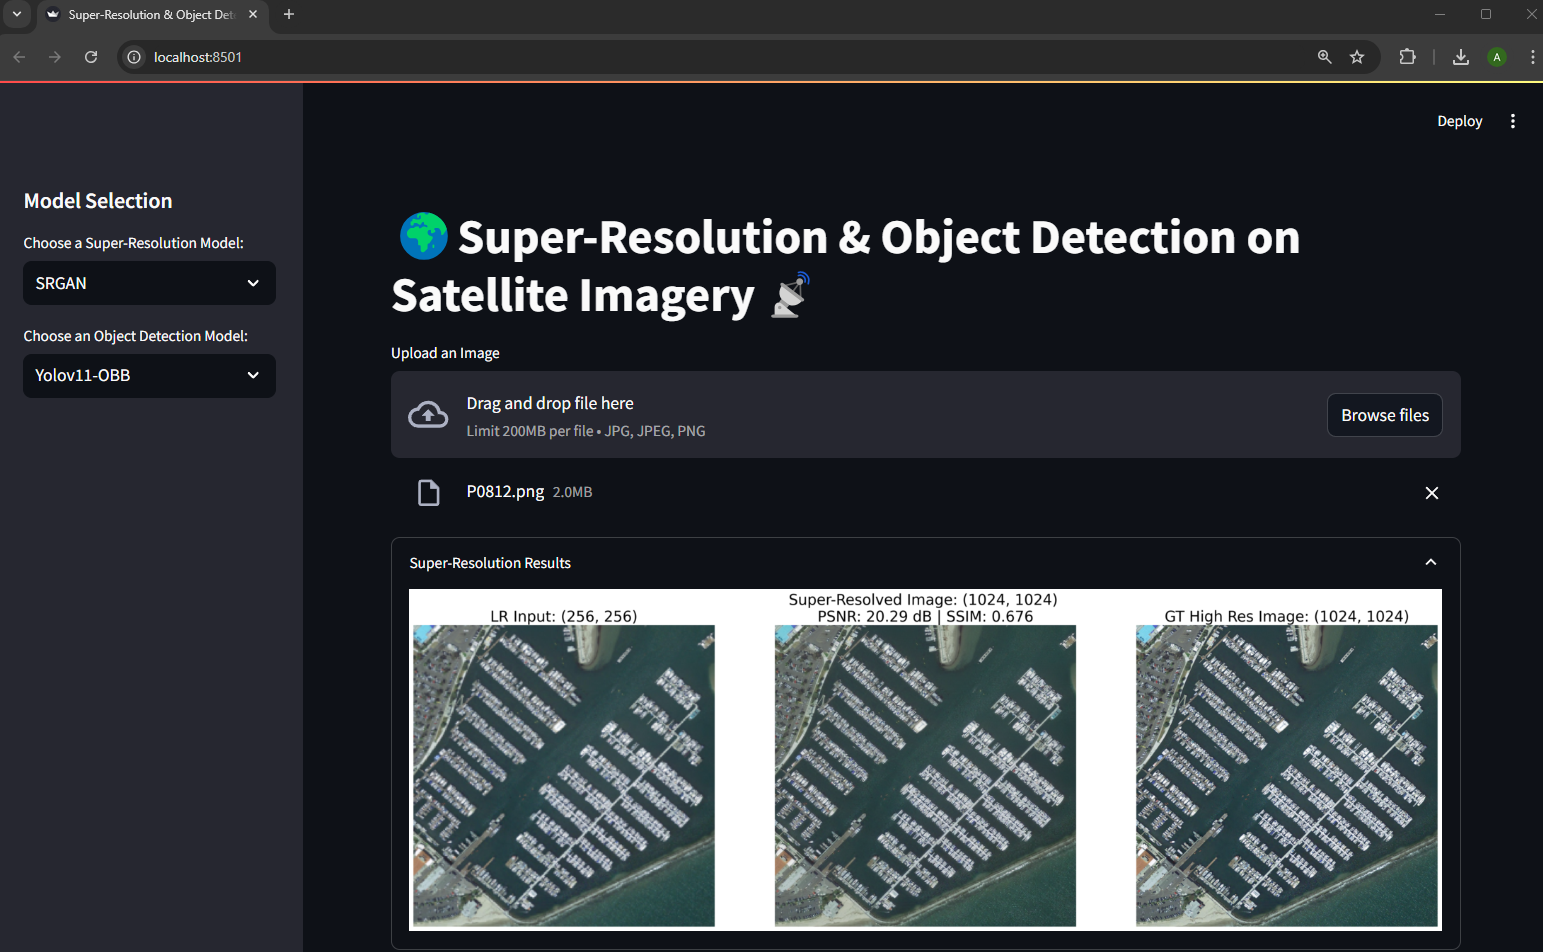 Super-Resolution & Object Det
localhost:8501
A
Deploy
Model Selection
Choose a Super-Resolution Model:
SRGAN
Choose an Object Detection Model:
Yolov11-OBB
Super-Resolution & Object Detection on
Satellite Imagery
Upload an Image
Drag and drop file here
Limit 200MB per file • JPG, JPEG, PNG
Browse files
P0812.png 2.0MB
Super-Resolution Results
LR Input: (256, 256)
Super-Resolved Image: (1024, 1024)
PSNR: 20.29 dB | SSIM: 0.676
GT High Res Image: (1024, 1024)